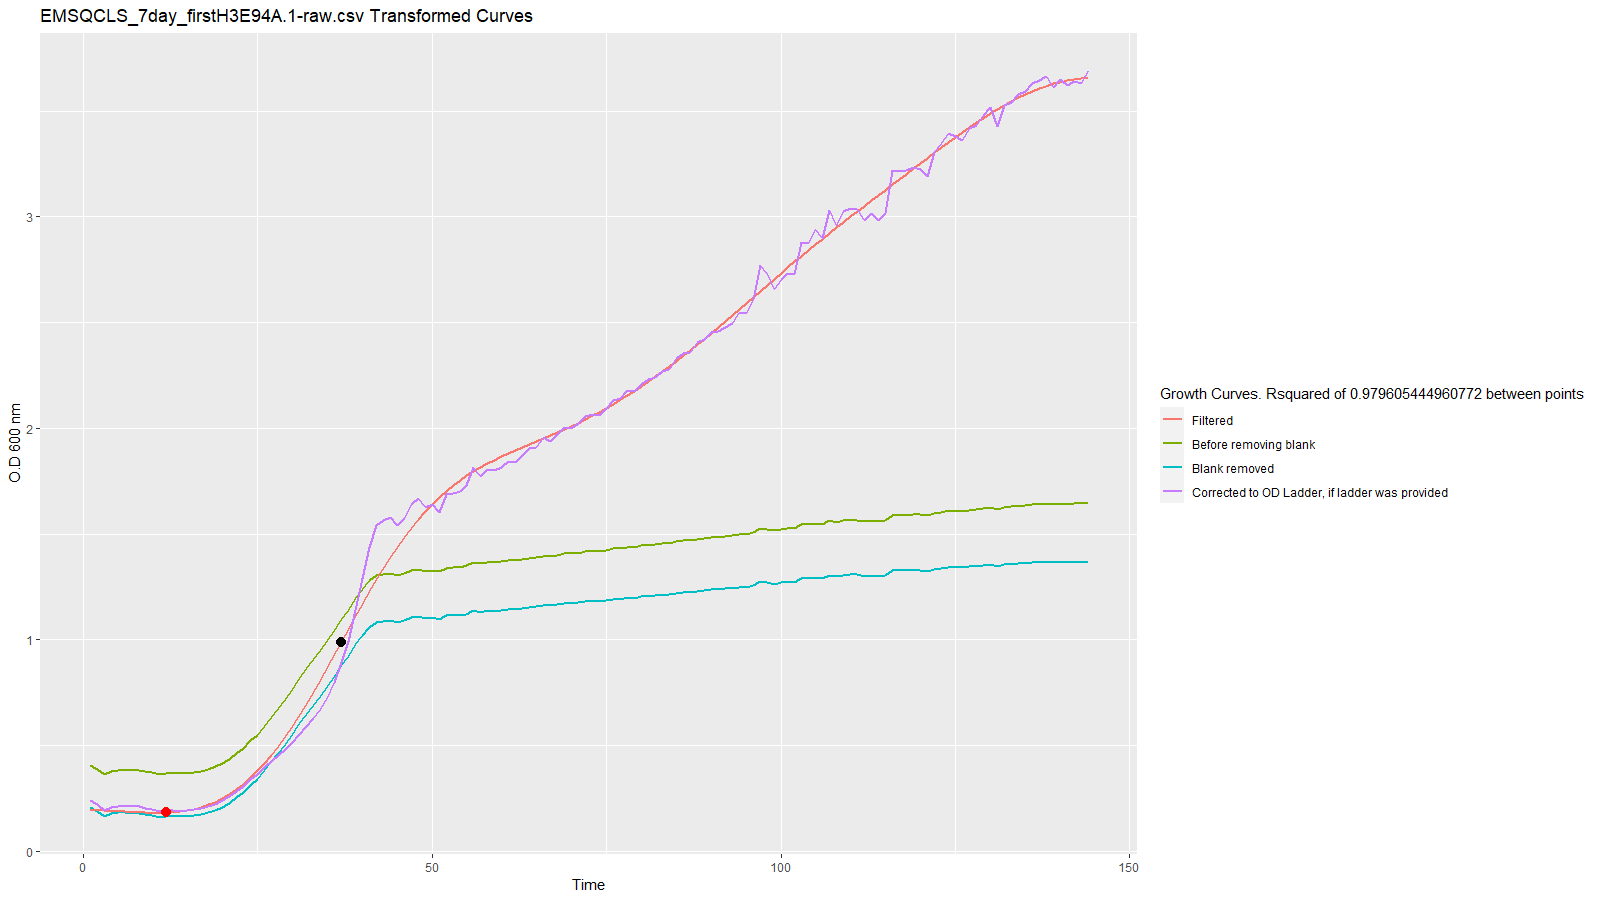 EMSQCLS_7day_firstH3E94A.1-raw.csv Transformed Curves
3
2
1
0
O.D 600 nm
0
50
100
150
Time
Growth Curves. Rsquared of 0.979605444960772 between points
Filtered
Before removing blank
Blank removed
Corrected to OD Ladder, if ladder was provided